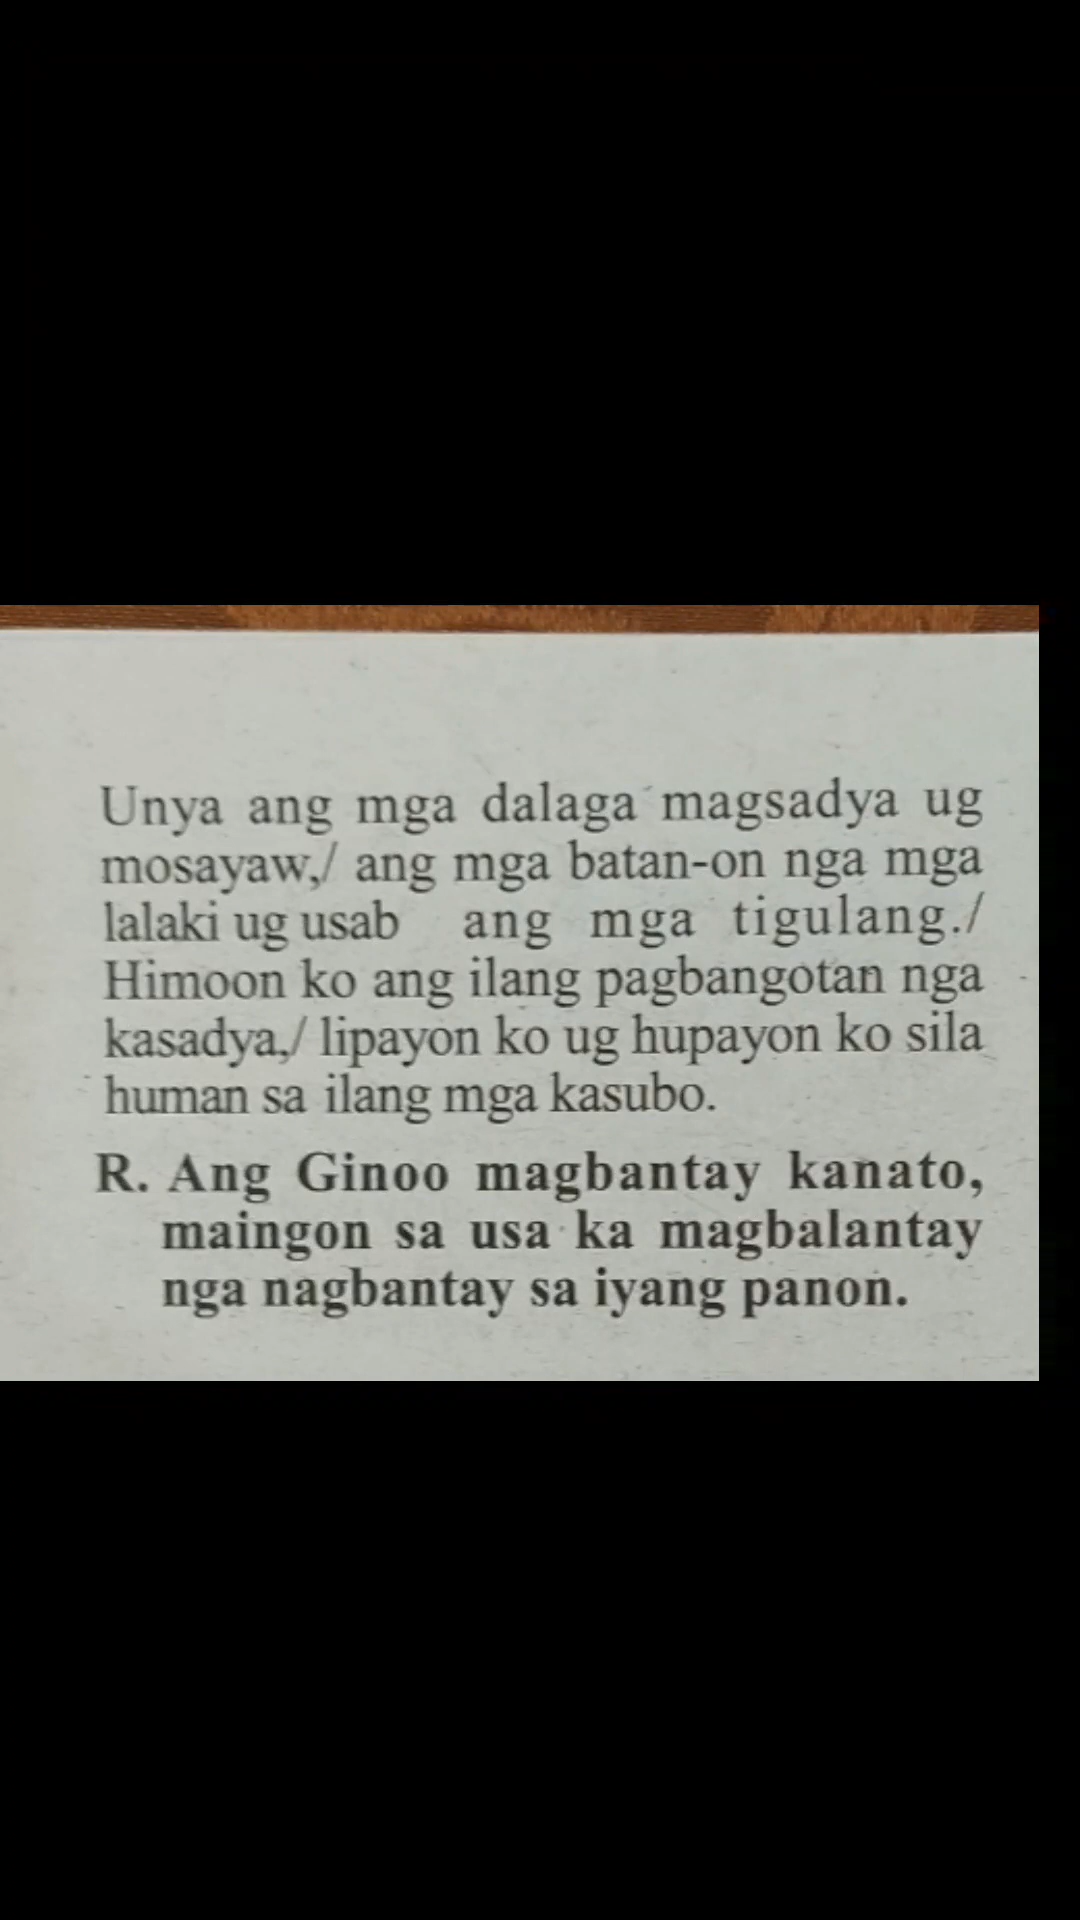 Unya ang mga dalaga magsadya ug
mosayaw,/ ang mga batan-on nga mga
lalaki ug usab ang mga tigulang./
Himoon ko ang ilang pagbangotan nga
kasadya,/ lipayon ko ug hupayon ko sila
human sa ilang mga kasubo.
R. Ang Ginoo magbantay kanato,
maingon sa usa ka magbalantay
nga nagbantay sa iyang panon.